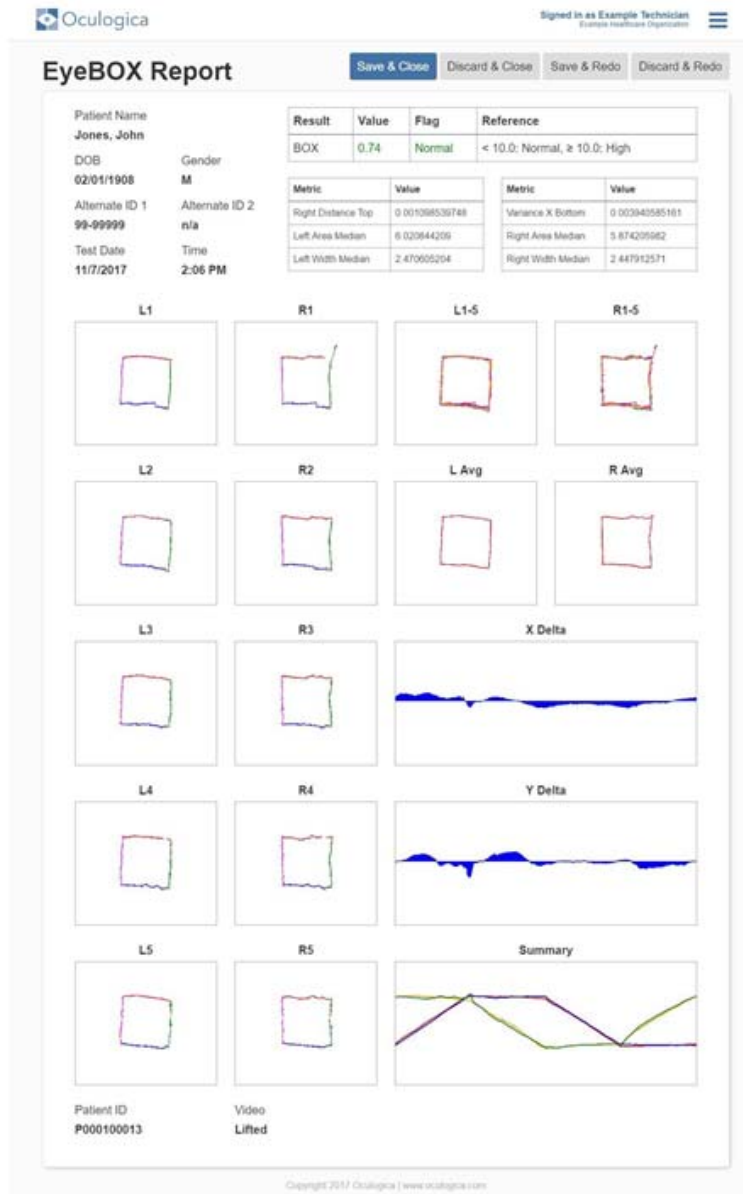 Oculogica
Signed in as Example Technician
Example Healthcare Organization
EyeBOX Report
Save & Close Discard & Close Save & Redo Discard & Redo
Patient Name
Jones, John
DOB Gender
02/01/1908 M
Alternate ID 1 Alternate ID 2
99-99999 n/a
Test Date Time
11/7/2017 2:06 PM
Result Value Flag Reference
BOX 0.74 Normal < 10.0: Normal, ≥ 10.0: High
Metric Value
Right Distance Top 0.001098539748
Left Area Median 6.020844209
Left Width Median 2.470605204
Metric Value
Variance X Bottom 0.003940585161
Right Area Median 5.874205982
Right Width Median 2.447912571
L1 R1 L1-5 R1-5
L2 R2 L Avg R Avg
L3 R3 X Delta
L4 R4 Y Delta
L5 R5 Summary
Patient ID Video
P000100013 Lifted
Copyright 2017 Oculogica | www.oculogica.com